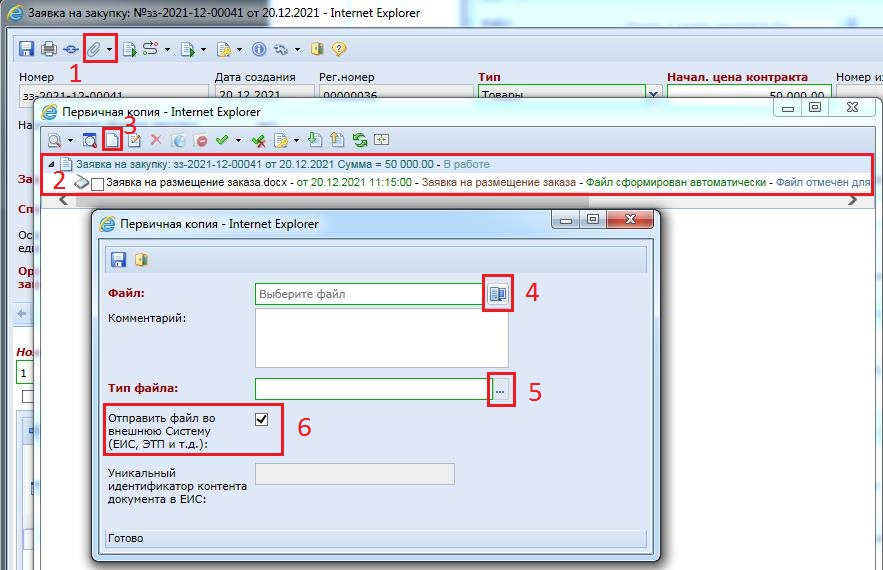 Заявка на закупку: №зз-2021-12-00041 от 20.12.2021 - Internet Explorer
1
Номер Дата создания Рег.номер Тип Начал. цена контракта Номер из
зз-2021-12-00041 20.12.2021 00000036 Товары 50 000.00
Первичная копия - Internet Explorer
3
Заявка на закупку: зз-2021-12-00041 от 20.12.2021 Сумма = 50 000.00 - В работе
2
Заявка на размещение заказа.docx - от 20.12.2021 11:15:00 - Заявка на размещение заказа - Файл сформирован автоматически - Файл отмечен для
Первичная копия - Internet Explorer
Файл: Выберите файл
4
Комментарий:
Тип файла: ...
5
Отправить файл во
внешнюю Систему
(ЕИС, ЭТП и т.д.):
6
Уникальный
идентификатор контента
документа в ЕИС:
Готово
1